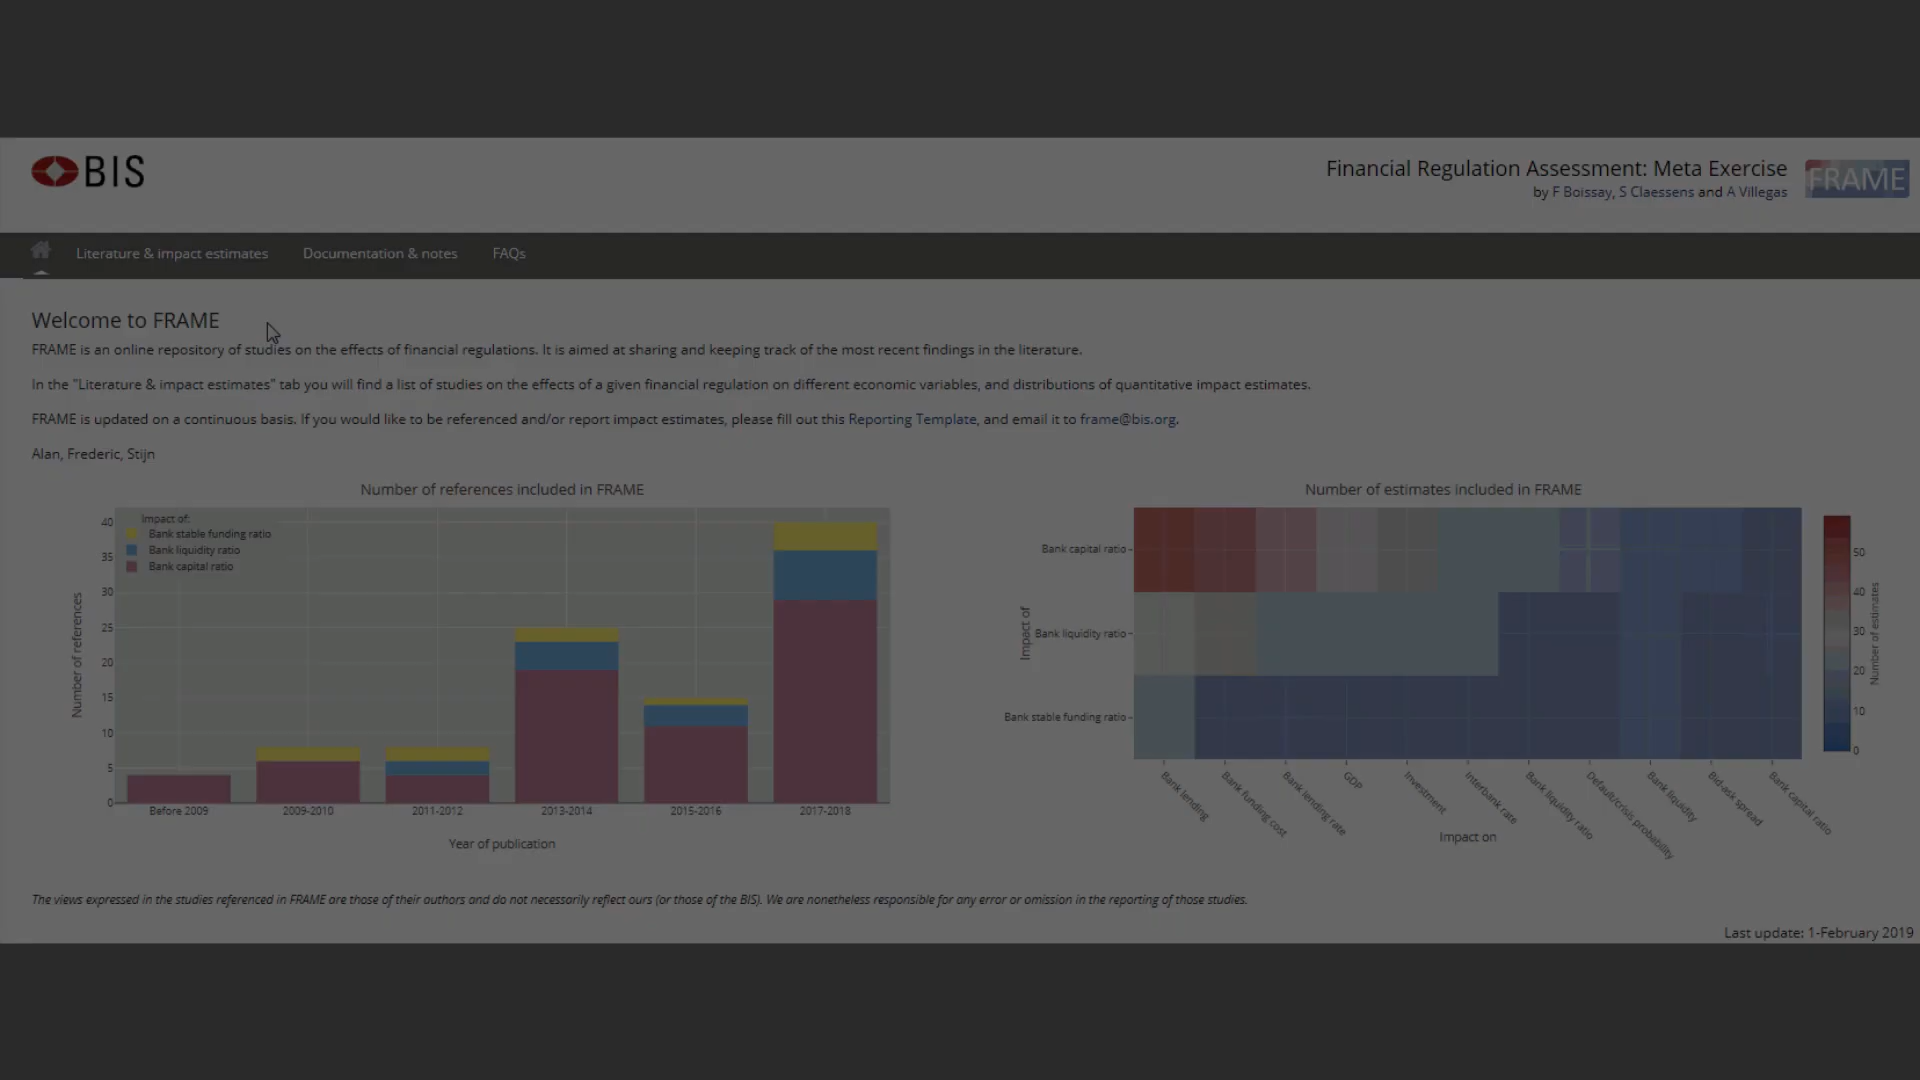 BIS
Financial Regulation Assessment: Meta Exercise
by F Boissay, S Claessens and A Villegas
FRAME
Literature & impact estimates
Documentation & notes
FAQs
Welcome to FRAME
FRAME is an online repository of studies on the effects of financial regulations. It is aimed at sharing and keeping track of the most recent findings in the literature.
In the "Literature & impact estimates" tab you will find a list of studies on the effects of a given financial regulation on different economic variables, and distributions of quantitative impact estimates.
FRAME is updated on a continuous basis. If you would like to be referenced and/or report impact estimates, please fill out this Reporting Template, and email it to frame@bis.org.
Alan, Frederic, Stijn
Number of references included in FRAME
Impact of:
Bank stable funding ratio
Bank liquidity ratio
Bank capital ratio
Number of references
40
35
30
25
20
15
10
5
0
Before 2009
2009-2010
2011-2012
2013-2014
2015-2016
2017-2018
Year of publication
Number of estimates included in FRAME
Impact of
Bank capital ratio
Bank liquidity ratio
Bank stable funding ratio
Bank lending
Bank funding cost
Bank lending rate
GDP
Investment
Interbank rate
Bank liquidity ratio
Default/crisis probability
Bank liquidity
Bid-ask spread
Bank capital ratio
Impact on
50
40
30
20
10
0
Number of estimates
The views expressed in the studies referenced in FRAME are those of their authors and do not necessarily reflect ours (or those of the BIS). We are nonetheless responsible for any error or omission in the reporting of those studies.
Last update: 1-February 2019